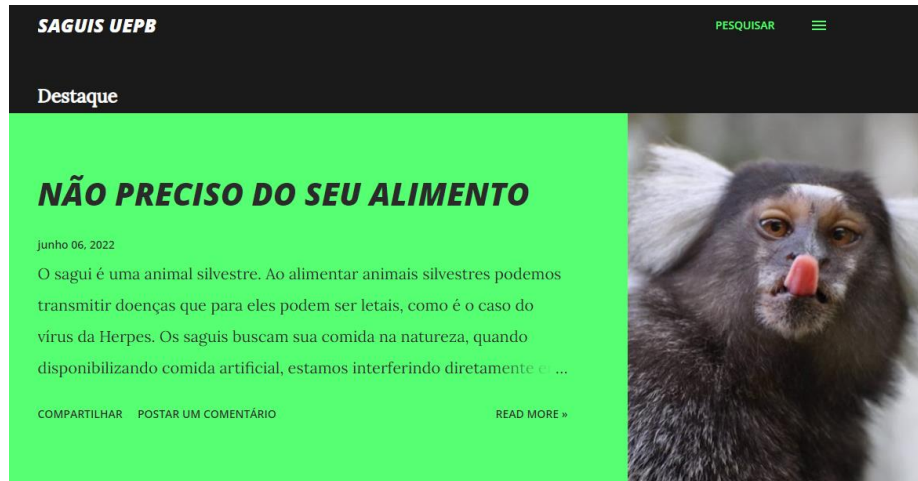 SAGUIS UEPB
PESQUISAR
Destaque
NÃO PRECISO DO SEU ALIMENTO
junho 06, 2022
O sagui é uma animal silvestre. Ao alimentar animais silvestres podemos
transmitir doenças que para eles podem ser letais, como é o caso do
vírus da Herpes. Os saguis buscam sua comida na natureza, quando
disponibilizando comida artificial, estamos interferindo diretamente ...
COMPARTILHAR POSTAR UM COMENTÁRIO READ MORE »